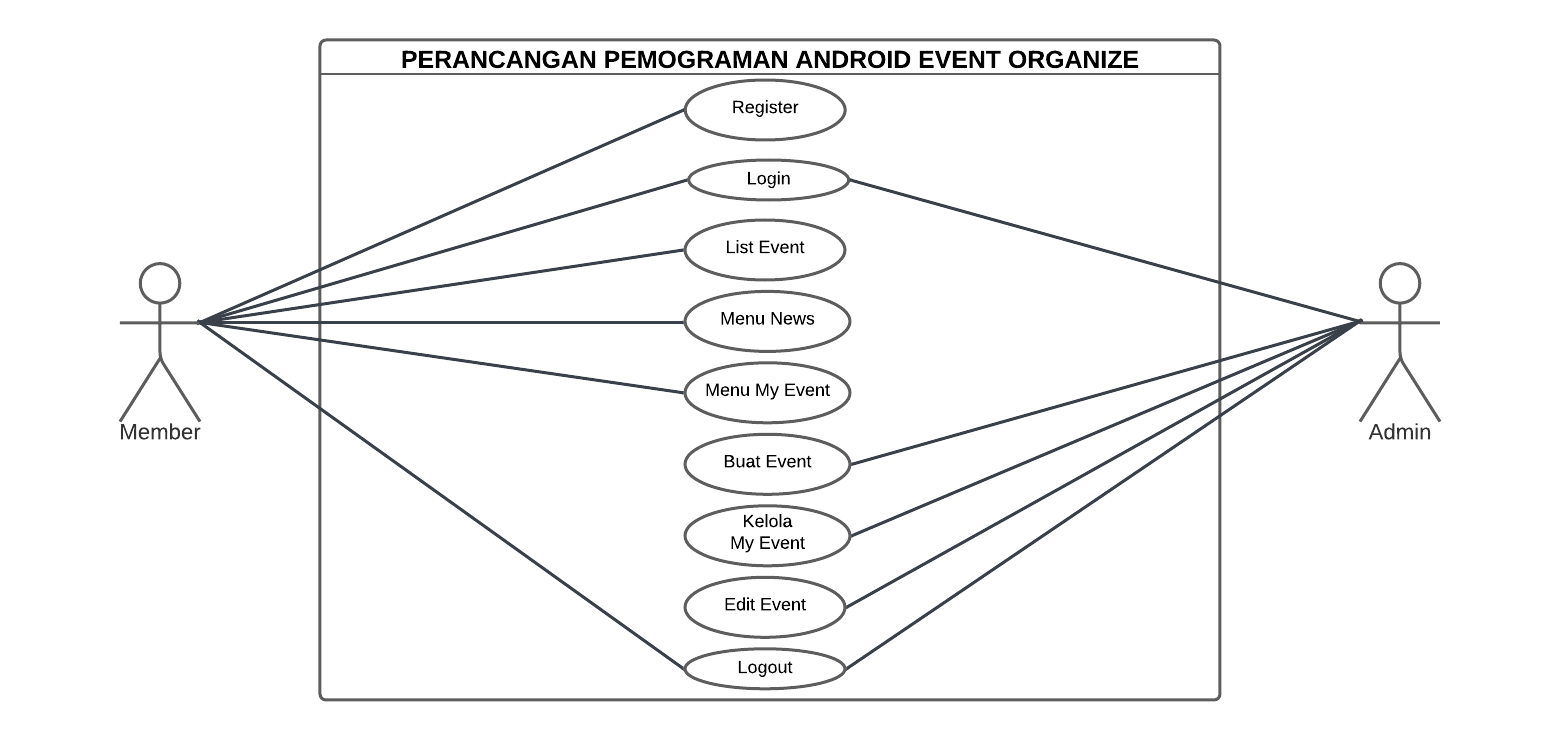 PERANCANGAN PEMOGRAMAN ANDROID EVENT ORGANIZE
Register
Login
List Event
Menu News
Menu My Event
Member
Admin
Buat Event
Kelola
My Event
Edit Event
Logout